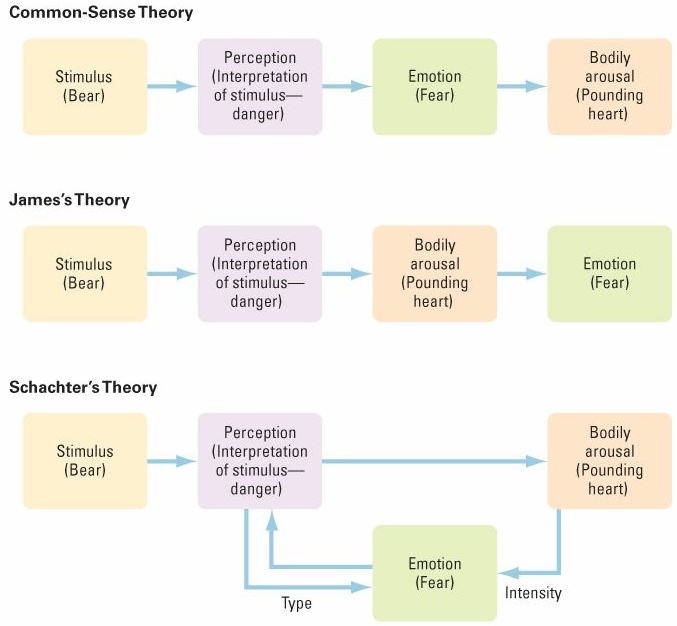 Common-Sense Theory
Stimulus
(Bear)
Perception
(Interpretation
of stimulus—
danger)
Emotion
(Fear)
Bodily
arousal
(Pounding
heart)
James's Theory
Stimulus
(Bear)
Perception
(Interpretation
of stimulus—
danger)
Bodily
arousal
(Pounding
heart)
Emotion
(Fear)
Schachter's Theory
Stimulus
(Bear)
Perception
(Interpretation
of stimulus—
danger)
Bodily
arousal
(Pounding
heart)
Emotion
(Fear)
Type
Intensity